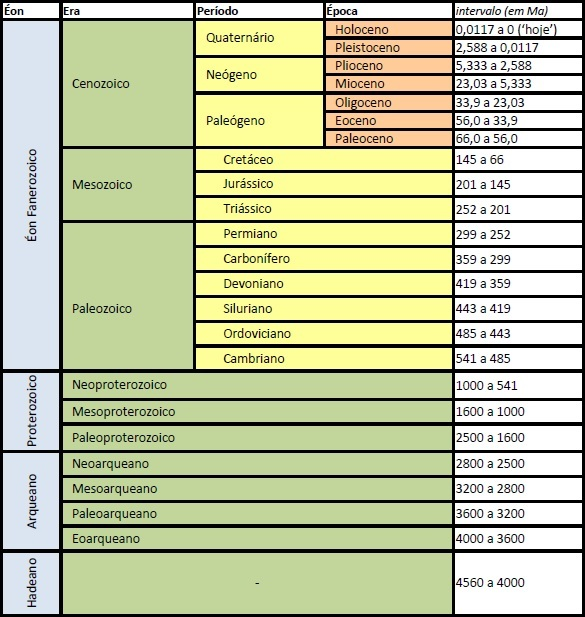 Éon Era Período Época intervalo (em Ma)
Éon Fanerozoico
Cenozoico
Quaternário
Holoceno 0,0117 a 0 ('hoje')
Pleistoceno 2,588 a 0,0117
Neógeno
Plioceno 5,333 a 2,588
Mioceno 23,03 a 5,333
Paleógeno
Oligoceno 33,9 a 23,03
Eoceno 56,0 a 33,9
Paleoceno 66,0 a 56,0
Mesozoico
Cretáceo 145 a 66
Jurássico 201 a 145
Triássico 252 a 201
Paleozoico
Permiano 299 a 252
Carbonífero 359 a 299
Devoniano 419 a 359
Siluriano 443 a 419
Ordoviciano 485 a 443
Cambriano 541 a 485
Proterozoico
Neoproterozoico 1000 a 541
Mesoproterozoico 1600 a 1000
Paleoproterozoico 2500 a 1600
Arqueano
Neoarqueano 2800 a 2500
Mesoarqueano 3200 a 2800
Paleoarqueano 3600 a 3200
Eoarqueano 4000 a 3600
Hadeano
- 4560 a 4000